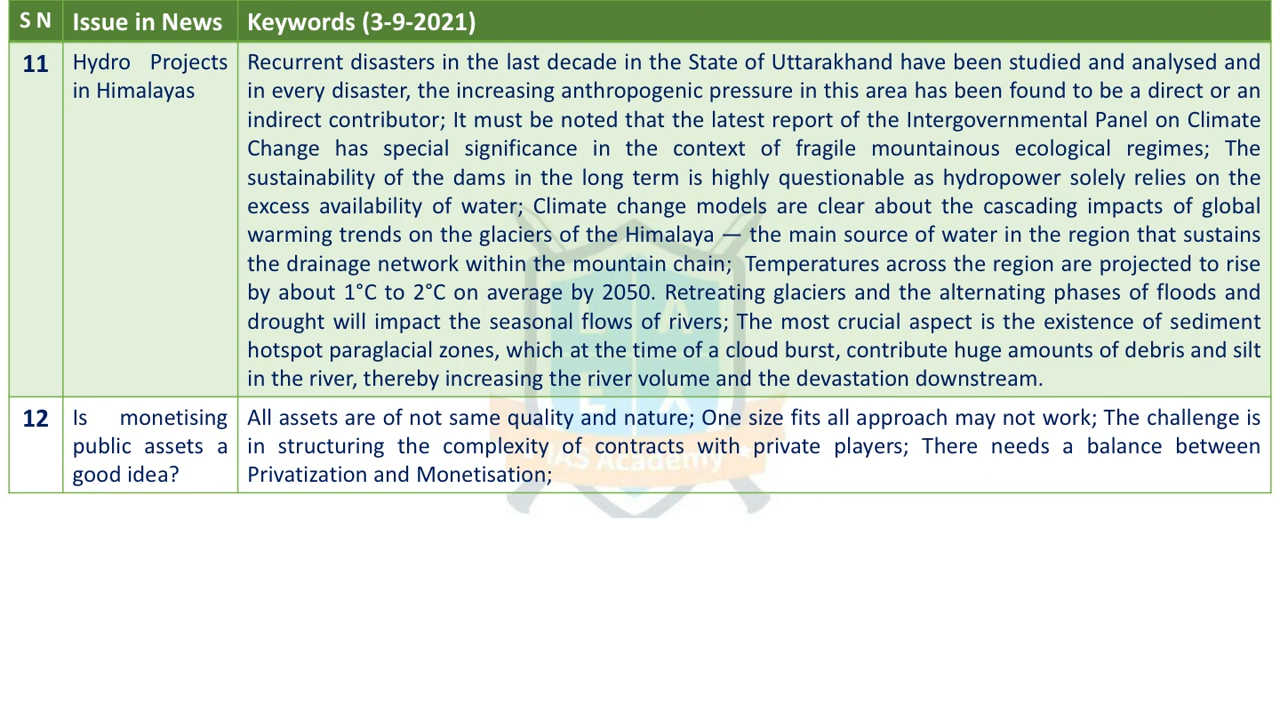 S N Issue in News Keywords (3-9-2021)
11 Hydro Projects in Himalayas
Recurrent disasters in the last decade in the State of Uttarakhand have been studied and analysed and
in every disaster, the increasing anthropogenic pressure in this area has been found to be a direct or an
indirect contributor; It must be noted that the latest report of the Intergovernmental Panel on Climate
Change has special significance in the context of fragile mountainous ecological regimes; The
sustainability of the dams in the long term is highly questionable as hydropower solely relies on the
excess availability of water; Climate change models are clear about the cascading impacts of global
warming trends on the glaciers of the Himalaya — the main source of water in the region that sustains
the drainage network within the mountain chain; Temperatures across the region are projected to rise
by about 1°C to 2°C on average by 2050. Retreating glaciers and the alternating phases of floods and
drought will impact the seasonal flows of rivers; The most crucial aspect is the existence of sediment
hotspot paraglacial zones, which at the time of a cloud burst, contribute huge amounts of debris and silt
in the river, thereby increasing the river volume and the devastation downstream.
12 Is monetising public assets a good idea?
All assets are of not same quality and nature; One size fits all approach may not work; The challenge is
in structuring the complexity of contracts with private players; There needs a balance between
Privatization and Monetisation;
IAS Academy